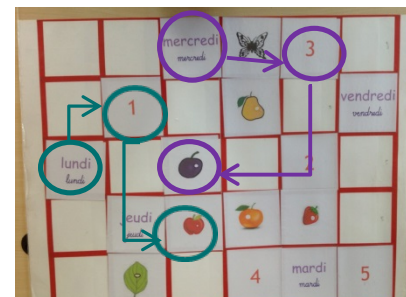 mercredi
mercredi
3
1
vendredi
vendredi
lundi
lundi
2
jeudi
jeudi
4
mardi
mardi
5